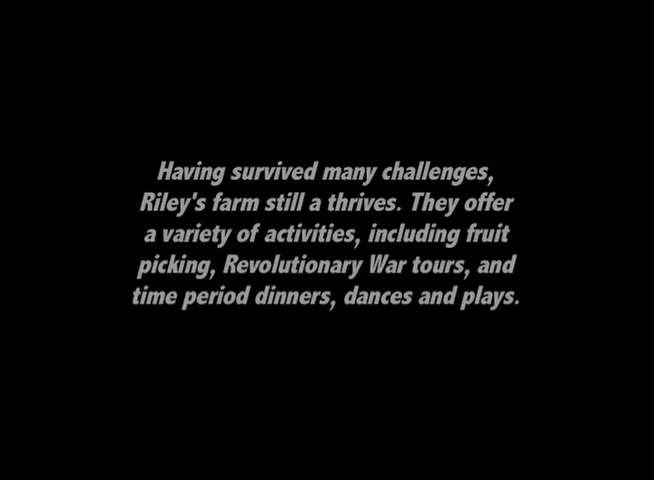 Having survived many challenges,
Riley's farm still a thrives. They offer
a variety of activities, including fruit
picking, Revolutionary War tours, and
time period dinners, dances and plays.